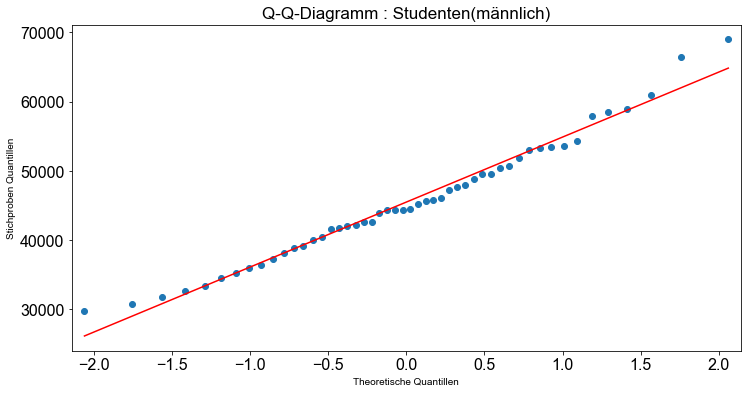 Q-Q-Diagramm : Studenten(männlich)
70000
60000
50000
40000
30000
Stichproben Quantillen
−2.0 −1.5 −1.0 −0.5 0.0 0.5 1.0 1.5 2.0
Theoretische Quantillen